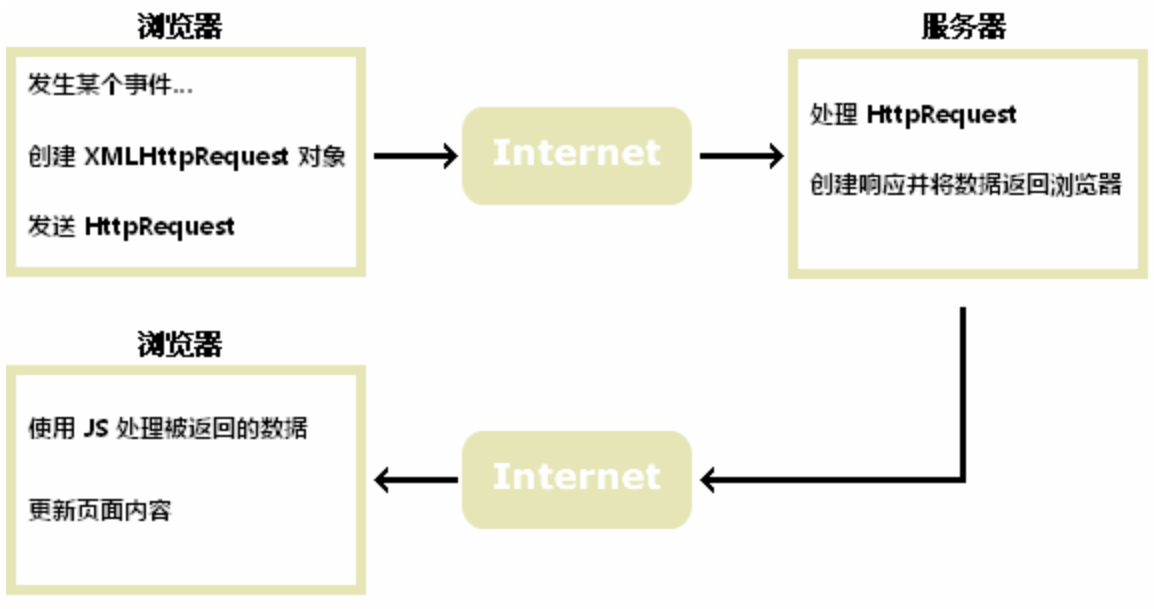 浏览器
发生某个事件...
创建 XMLHttpRequest 对象
发送 HttpRequest
Internet
服务器
处理 HttpRequest
创建响应并将数据返回浏览器
浏览器
使用 JS 处理被返回的数据
更新页面内容
Internet